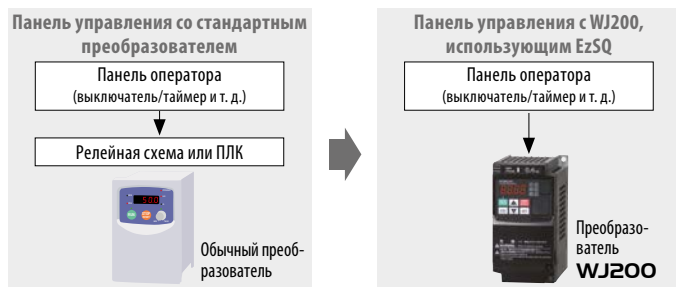 Панель управления со стандартным
преобразователем
Панель оператора
(выключатель/таймер и т. д.)
Релейная схема или ПЛК
500
Обычный преоб-
разователь
Панель управления с WJ200,
использующим EzSQ
Панель оператора
(выключатель/таймер и т. д.)
Преобразо-
ватель
WJ200